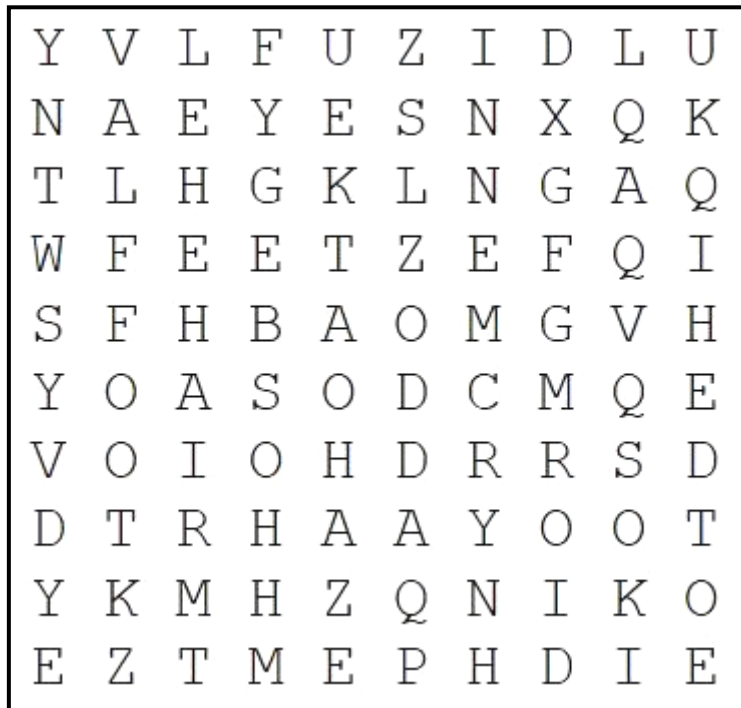 Y V L F U Z I D L U
N A E Y E S N X Q K
T L H G K L N G A Q
W F E E T Z E F Q I
S F H B A O M G V H
Y O A S O D C M Q E
V O I O H D R R S D
D T R H A A Y O O T
Y K M H Z Q N I K O
E Z T M E P H D I E